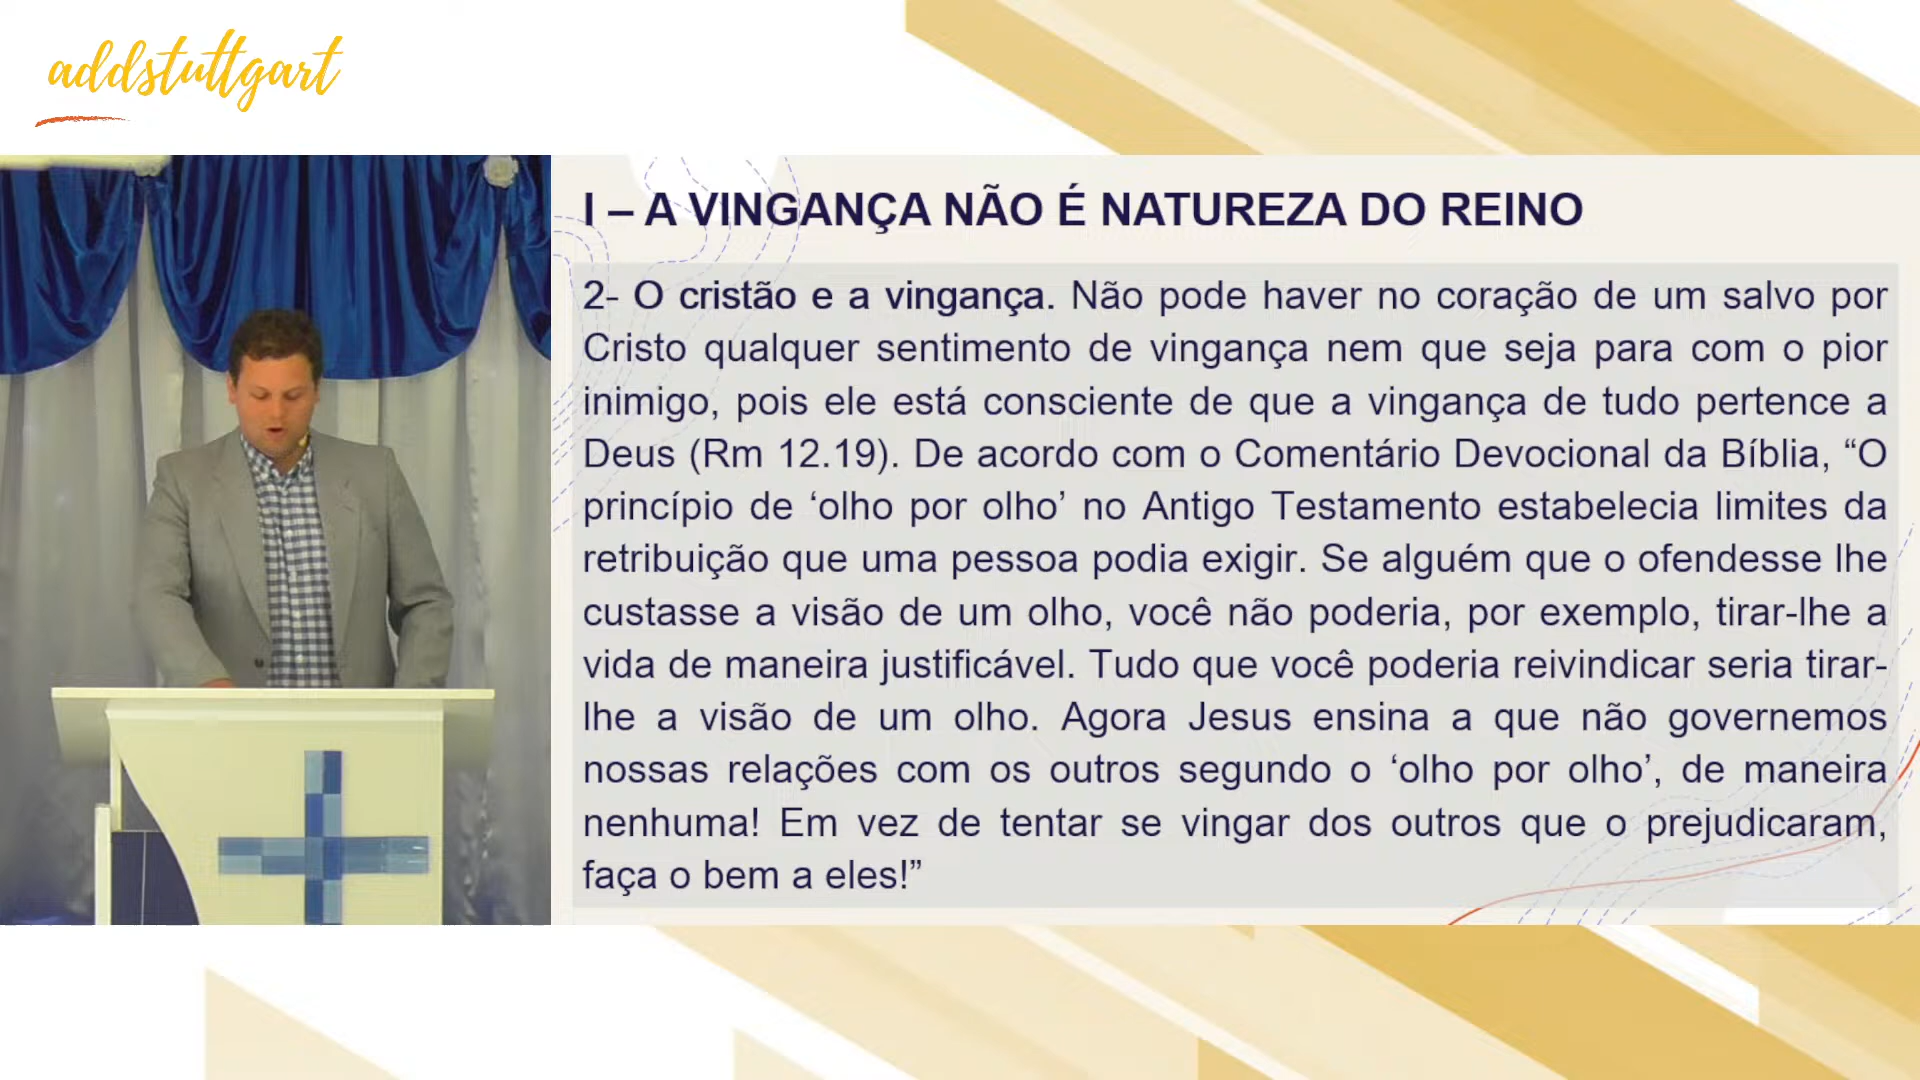 addstuttgart
I – A VINGANÇA NÃO É NATUREZA DO REINO
2- O cristão e a vingança. Não pode haver no coração de um salvo por
Cristo qualquer sentimento de vingança nem que seja para com o pior
inimigo, pois ele está consciente de que a vingança de tudo pertence a
Deus (Rm 12.19). De acordo com o Comentário Devocional da Bíblia, “O
princípio de ‘olho por olho’ no Antigo Testamento estabelecia limites da
retribuição que uma pessoa podia exigir. Se alguém que o ofendesse lhe
custasse a visão de um olho, você não poderia, por exemplo, tirar-lhe a
vida de maneira justificável. Tudo que você poderia reivindicar seria tirar-
lhe a visão de um olho. Agora Jesus ensina a que não governemos
nossas relações com os outros segundo o ‘olho por olho’, de maneira
nenhuma! Em vez de tentar se vingar dos outros que o prejudicaram,
faça o bem a eles!”